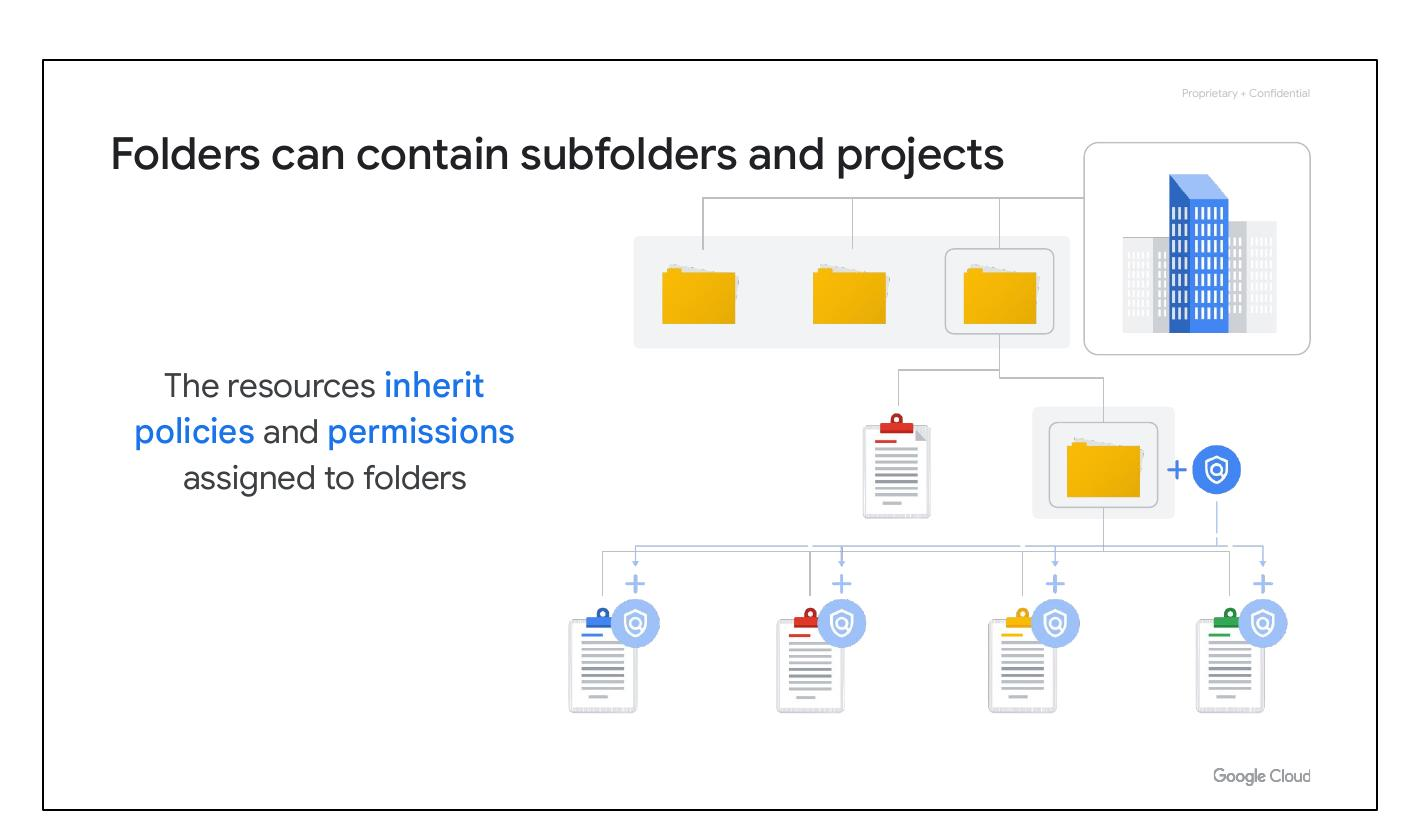 Proprietary + Confidential
Folders can contain subfolders and projects
The resources inherit
policies and permissions
assigned to folders
Google Cloud